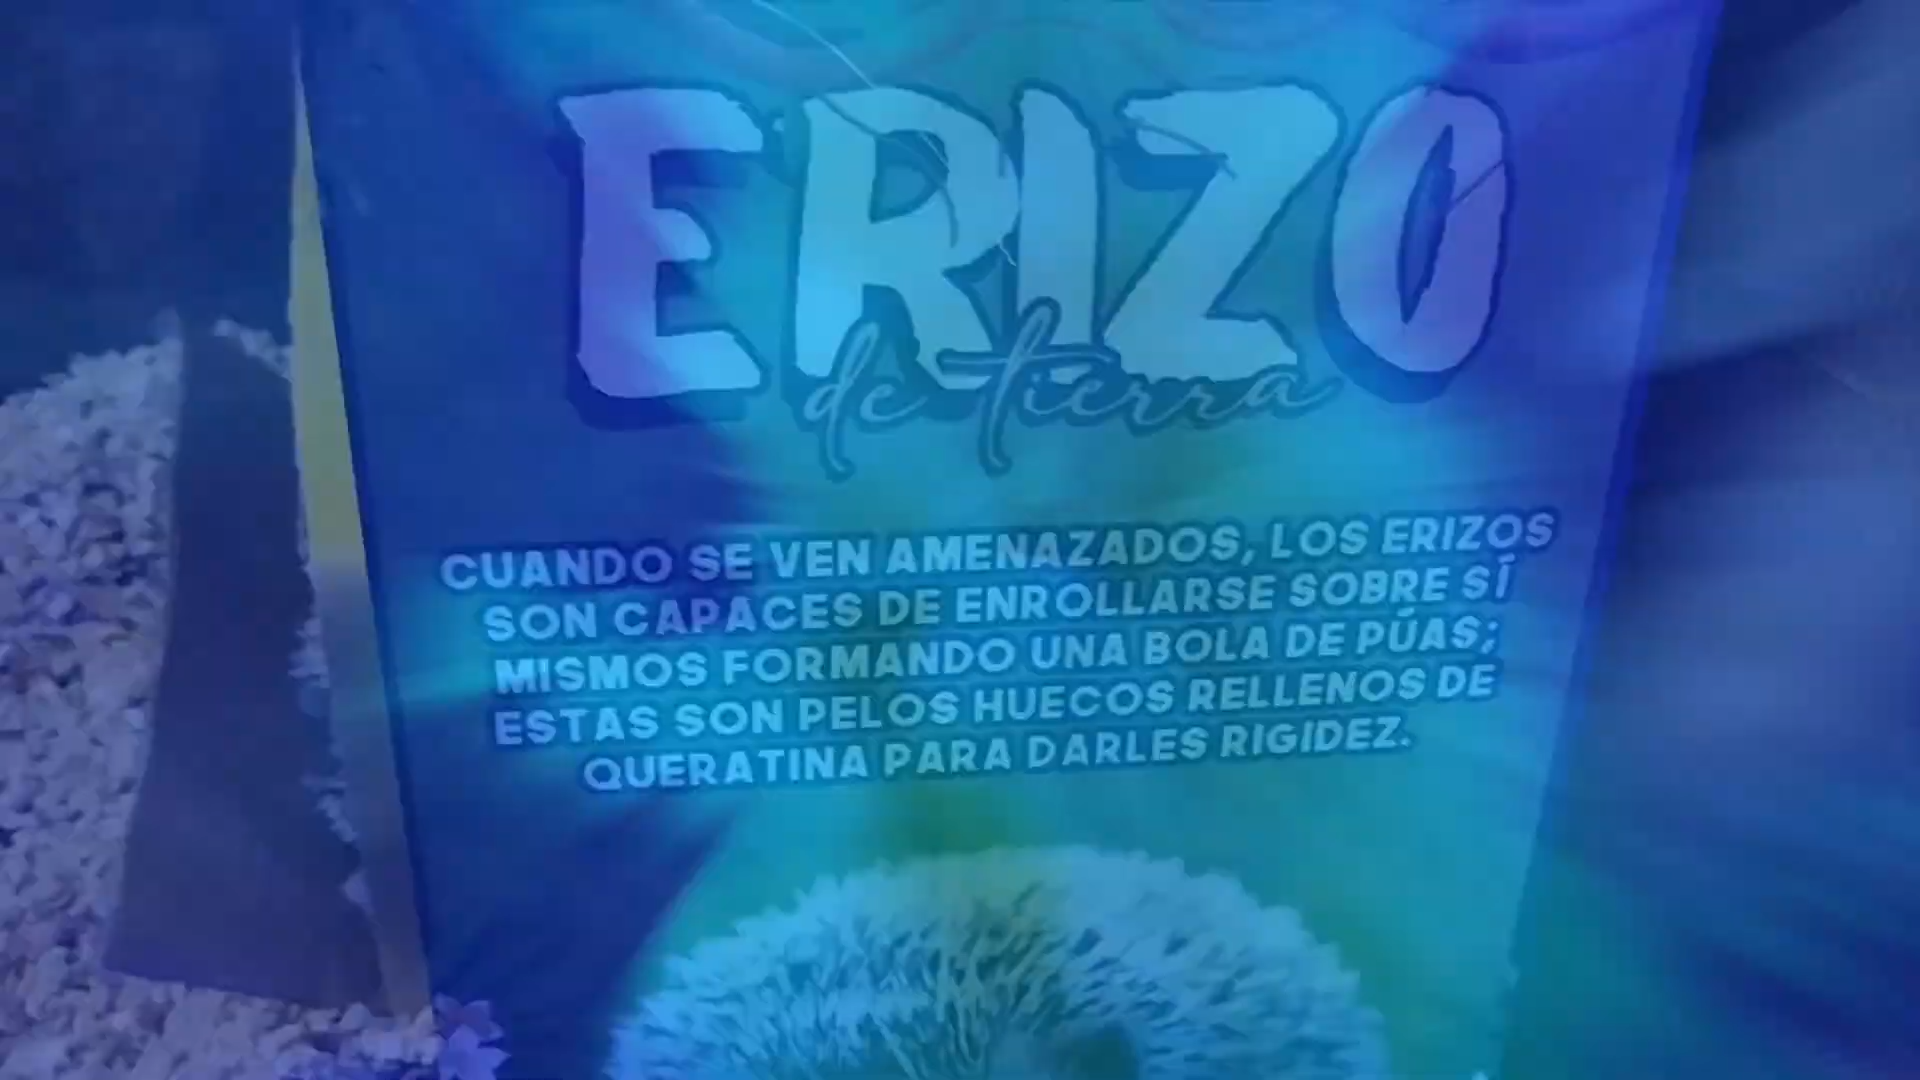 ERIZO
de tierra
CUANDO SE VEN AMENAZADOS, LOS ERIZOS
SON CAPACES DE ENROLLARSE SOBRE SÍ
MISMOS FORMANDO UNA BOLA DE PÚAS;
ESTAS SON PELOS HUECOS RELLENOS DE
QUERATINA PARA DARLES RIGIDEZ.